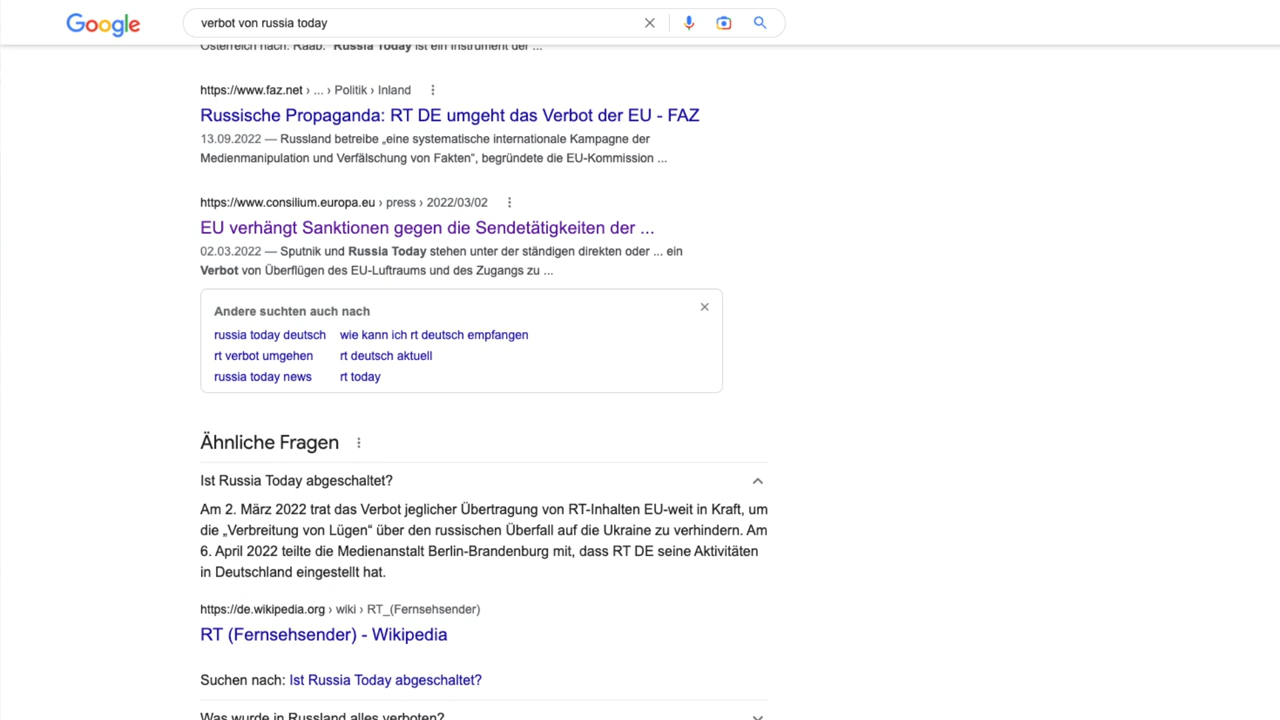 Google
verbot von russia today
Österreich nach. Raab: "Russia Today ist ein Instrument der ...
https://www.faz.net › ... › Politik › Inland
Russische Propaganda: RT DE umgeht das Verbot der EU - FAZ
13.09.2022 — Russland betreibe „eine systematische internationale Kampagne der
Medienmanipulation und Verfälschung von Fakten“, begründete die EU-Kommission ...
https://www.consilium.europa.eu › press › 2022/03/02
EU verhängt Sanktionen gegen die Sendetätigkeiten der ...
02.03.2022 — Sputnik und Russia Today stehen unter der ständigen direkten oder ... ein
Verbot von Überflügen des EU-Luftraums und des Zugangs zu ...
Andere suchten auch nach
russia today deutsch wie kann ich rt deutsch empfangen
rt verbot umgehen rt deutsch aktuell
russia today news rt today
Ähnliche Fragen
Ist Russia Today abgeschaltet?
Am 2. März 2022 trat das Verbot jeglicher Übertragung von RT-Inhalten EU-weit in Kraft, um
die „Verbreitung von Lügen“ über den russischen Überfall auf die Ukraine zu verhindern. Am
6. April 2022 teilte die Medienanstalt Berlin-Brandenburg mit, dass RT DE seine Aktivitäten
in Deutschland eingestellt hat.
https://de.wikipedia.org › wiki › RT_(Fernsehsender)
RT (Fernsehsender) - Wikipedia
Suchen nach: Ist Russia Today abgeschaltet?
Was wurde in Russland alles verboten?